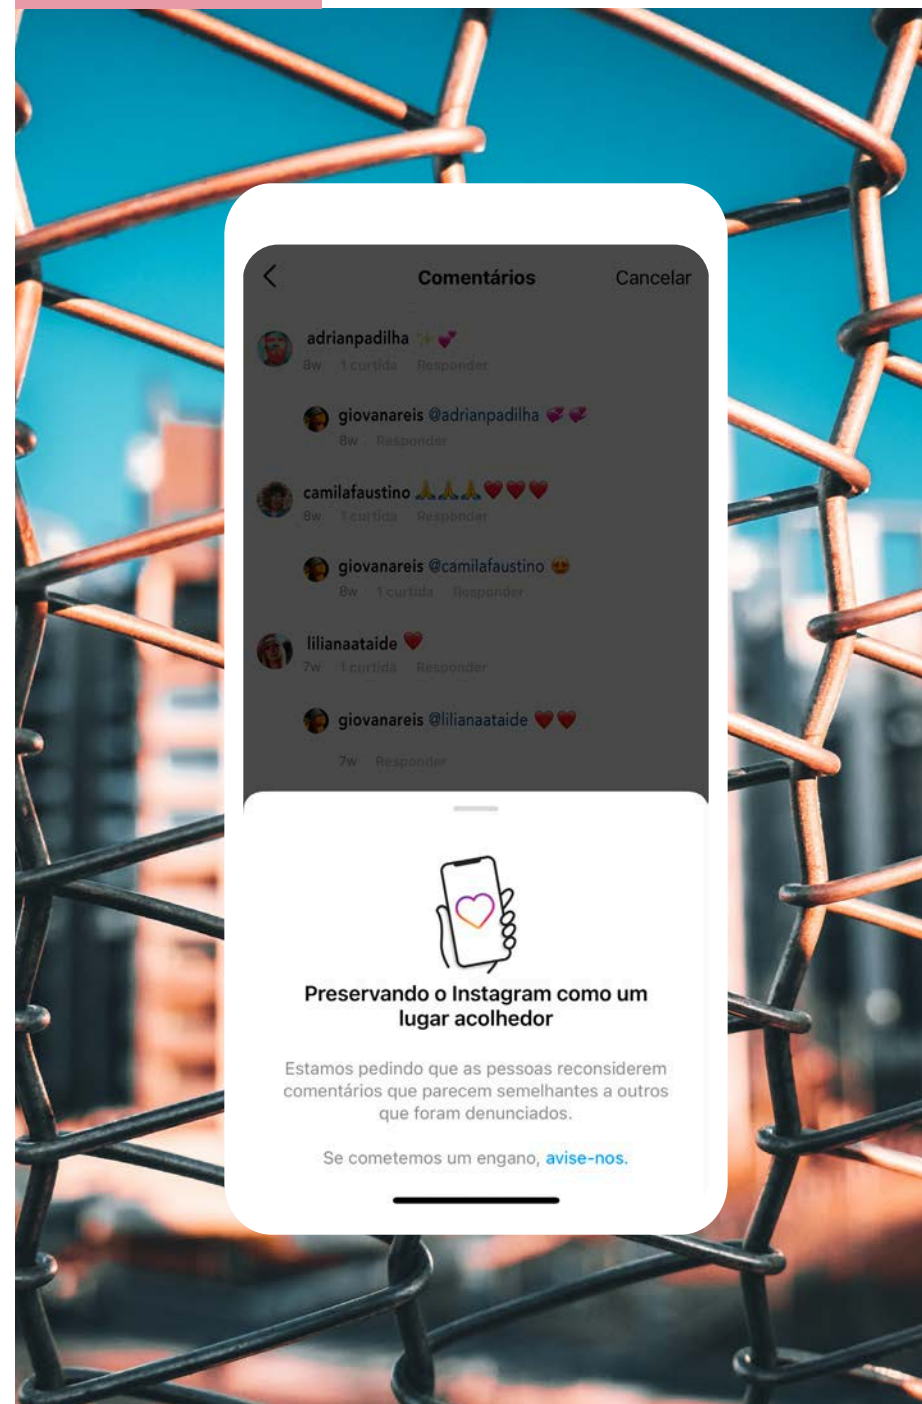 Comentários Cancelar
adrianpadilha ✨ 💞
8w 1 curtida Responder
giovanareis @adrianpadilha 💞 💞
8w Responder
camilafaustino 🙏🙏🙏❤️❤️❤️
8w 1 curtida Responder
giovanareis @camilafaustino 😍
8w 1 curtida Responder
lilianaataide ❤️
7w 1 curtida Responder
giovanareis @lilianaataide ❤️❤️
7w Responder
Preservando o Instagram como um
lugar acolhedor
Estamos pedindo que as pessoas reconsiderem
comentários que parecem semelhantes a outros
que foram denunciados.
Se cometemos um engano, avise-nos.